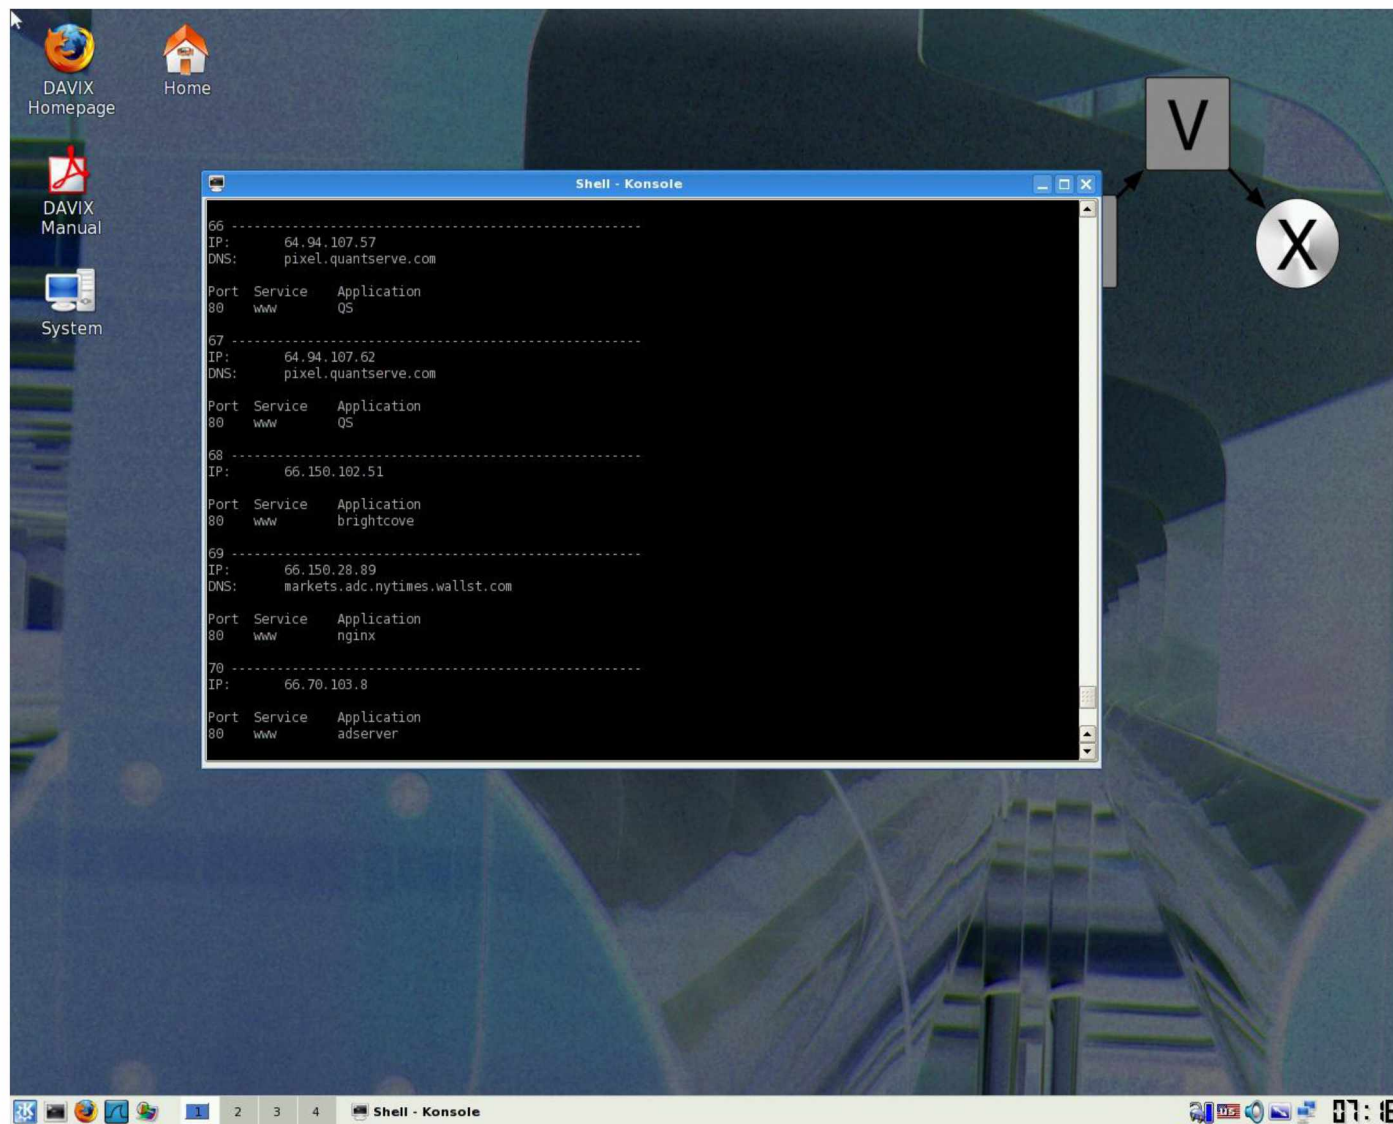 DAVIX
Homepage
Home
DAVIX
Manual
System
V
X
Shell - Konsole
66 ------------------------------------------------------
IP: 64.94.107.57
DNS: pixel.quantserve.com
Port Service Application
80 www QS
67 ------------------------------------------------------
IP: 64.94.107.62
DNS: pixel.quantserve.com
Port Service Application
80 www QS
68 ------------------------------------------------------
IP: 66.150.102.51
Port Service Application
80 www brightcove
69 ------------------------------------------------------
IP: 66.150.28.89
DNS: markets.adc.nytimes.wallst.com
Port Service Application
80 www nginx
70 ------------------------------------------------------
IP: 66.70.103.8
Port Service Application
80 www adserver
1 2 3 4 Shell - Konsole
US